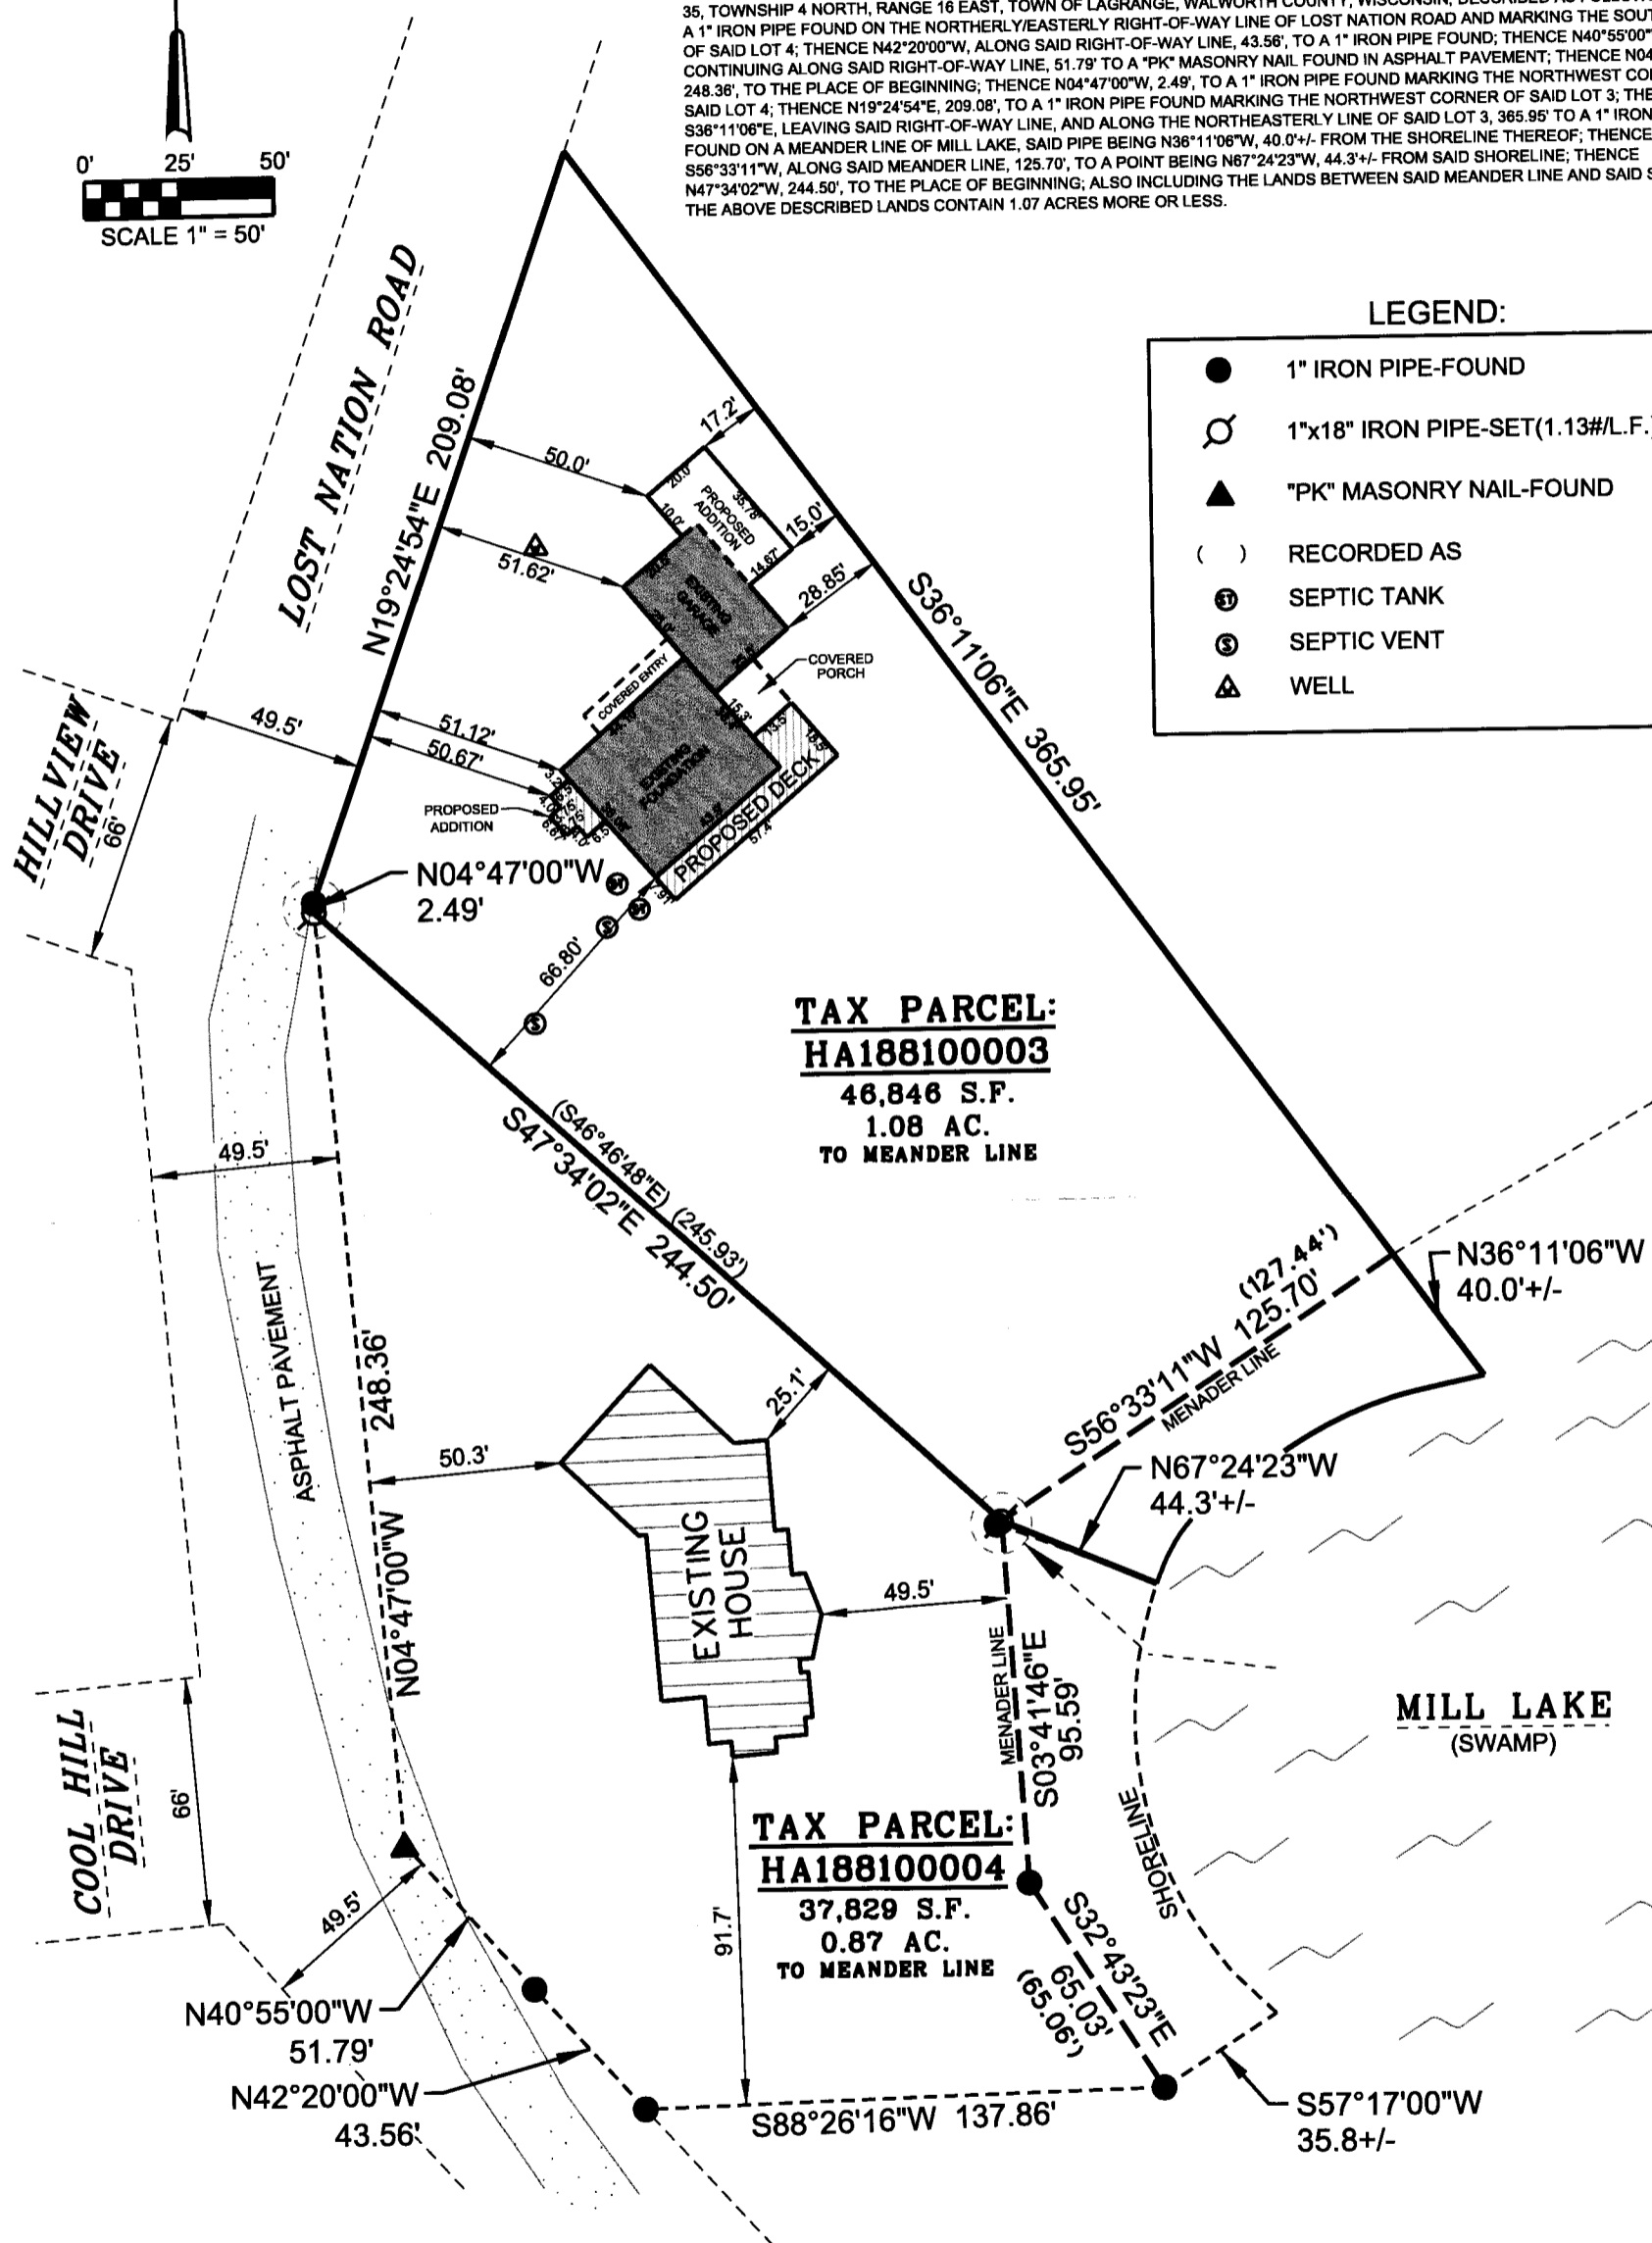 35, TOWNSHIP 4 NORTH, RANGE 16 EAST, TOWN OF LAGRANGE, WALWORTH COUNTY, WISCONSIN, DESCRIBED AS
A 1" IRON PIPE FOUND ON THE NORTHERLY/EASTERLY RIGHT-OF-WAY LINE OF LOST NATION ROAD AND MARKING THE
OF SAID LOT 4; THENCE N42°20'00"W, ALONG SAID RIGHT-OF-WAY LINE, 43.56', TO A 1" IRON PIPE FOUND; THENCE N40°55'00"
CONTINUING ALONG SAID RIGHT-OF-WAY LINE, 51.79' TO A "PK" MASONRY NAIL FOUND IN ASPHALT PAVEMENT; THENCE N04
248.36', TO THE PLACE OF BEGINNING; THENCE N04°47'00"W, 2.49', TO A 1" IRON PIPE FOUND MARKING THE NORTHWEST
SAID LOT 4; THENCE N19°24'54"E, 209.08', TO A 1" IRON PIPE FOUND MARKING THE NORTHWEST CORNER OF SAID LOT 3;
S36°11'06"E, LEAVING SAID RIGHT-OF-WAY LINE, AND ALONG THE NORTHEASTERLY LINE OF SAID LOT 3, 365.95' TO A 1" IRON
FOUND ON A MEANDER LINE OF MILL LAKE, SAID PIPE BEING N36°11'06"W, 40.0'+/- FROM THE SHORELINE THEREOF; THENCE
S56°33'11"W, ALONG SAID MEANDER LINE, 125.70', TO A POINT BEING N67°24'23"W, 44.3'+/- FROM SAID SHORELINE; THENCE
N47°34'02"W, 244.50', TO THE PLACE OF BEGINNING; ALSO INCLUDING THE LANDS BETWEEN SAID MEANDER LINE AND SAID
THE ABOVE DESCRIBED LANDS CONTAIN 1.07 ACRES MORE OR LESS.
0' 25' 50'
SCALE 1" = 50'
LEGEND:
1" IRON PIPE-FOUND
1"x18" IRON PIPE-SET(1.13#/L.F.
"PK" MASONRY NAIL-FOUND
( ) RECORDED AS
ST SEPTIC TANK
S SEPTIC VENT
WELL
LOST NATION ROAD
N19°24'54"E 209.08'
17.2'
50.0'
20.0'
35.78'
PROPOSED
ADDITION
10.0'
15.0'
14.67'
51.62'
EXISTING
GARAGE
28.85'
S36°11'06"E 365.95'
COVERED
PORCH
COVERED ENTRY
15.3'
13.5'
49.5'
51.12'
50.67'
EXISTING
FOUNDATION
PROPOSED DECK
57.4'
7.91'
PROPOSED
ADDITION
HILLVIEW
DRIVE
66'
N04°47'00"W
2.49'
66.80'
S
S
TAX PARCEL:
HA188100003
46,846 S.F.
1.08 AC.
TO MEANDER LINE
49.5'
(S46°46'48"E) (245.93')
S47°34'02"E 244.50'
(127.44')
S56°33'11"W 125.70'
MENADER LINE
N36°11'06"W
40.0'+/-
ASPHALT PAVEMENT
N04°47'00"W 248.36'
50.3'
25.1'
N67°24'23"W
44.3'+/-
EXISTING
HOUSE
49.5'
MENADER LINE
S03°41'46"E
95.59'
MILL LAKE
(SWAMP)
SHORELINE
COOL HILL
DRIVE
66'
TAX PARCEL:
HA188100004
37,829 S.F.
0.87 AC.
TO MEANDER LINE
91.7'
49.5'
S32°43'23"E
65.03'
(65.06')
N40°55'00"W
51.79'
N42°20'00"W
43.56'
S88°26'16"W 137.86'
S57°17'00"W
35.8+/-